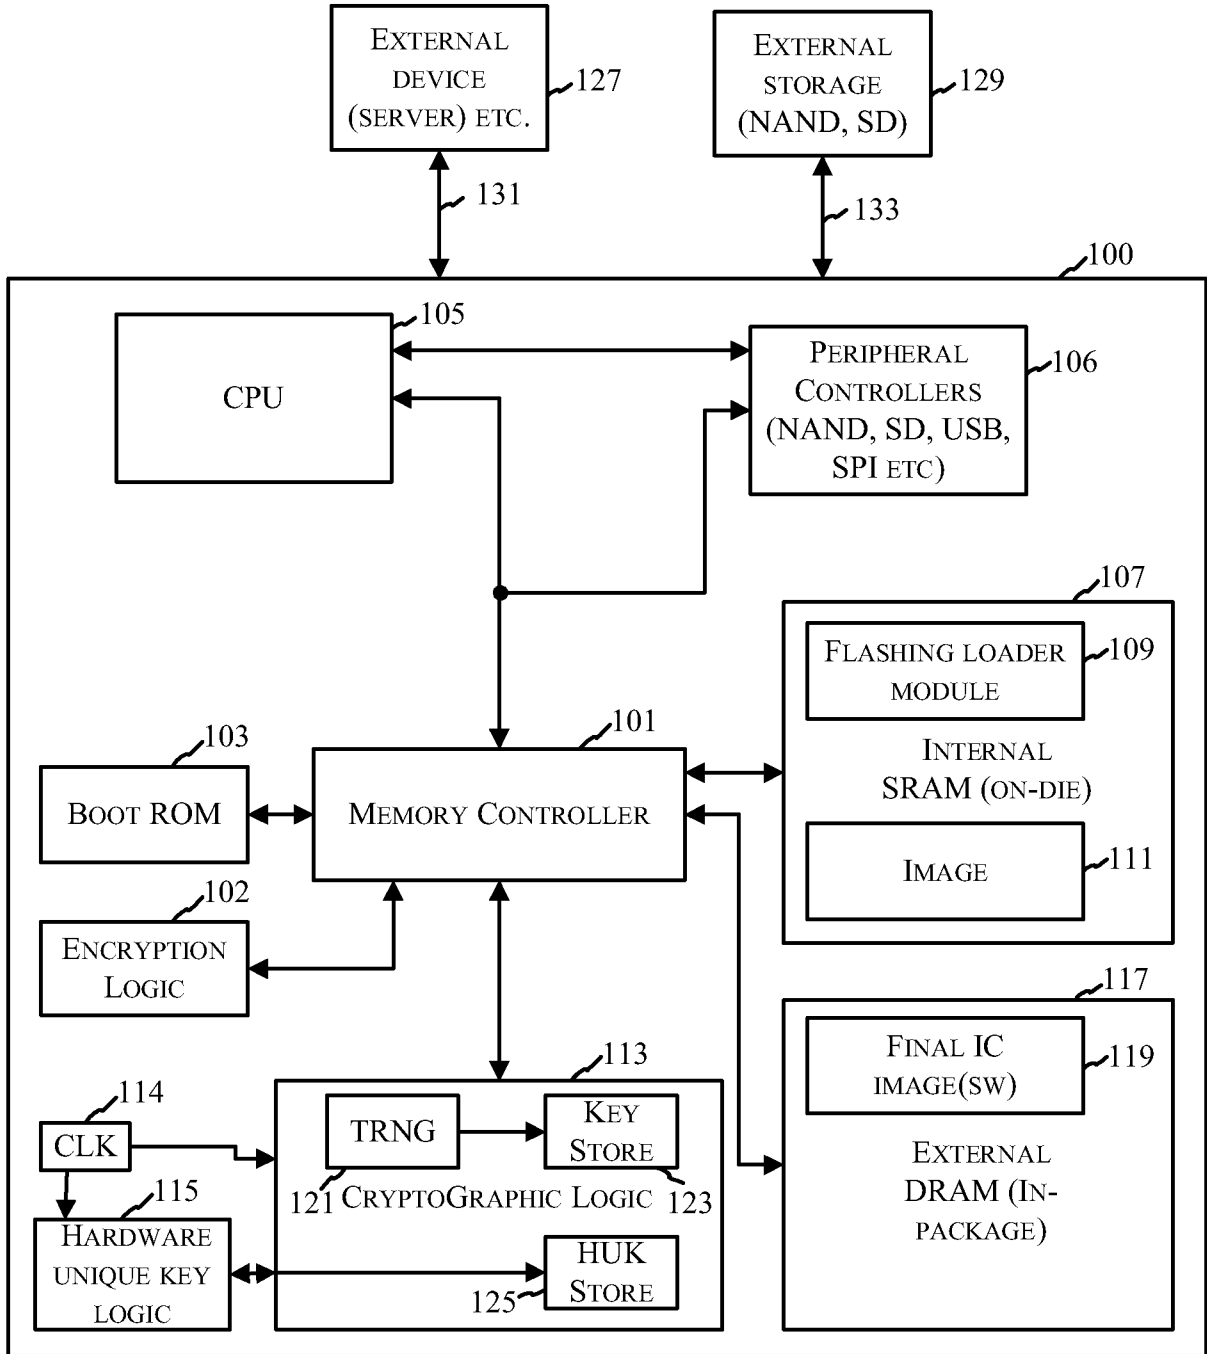 External
device
(server) etc.
127
External
storage
(NAND, SD)
129
131
133
100
CPU
105
Peripheral
Controllers
(NAND, SD, USB,
SPI etc)
106
107
Flashing loader
module
109
Internal
SRAM (on-die)
Image
111
103
Boot ROM
101
Memory Controller
102
Encryption
Logic
117
Final IC
image(sw)
119
External
DRAM (In-
package)
113
114
CLK
TRNG
121
Key
Store
123
CryptoGraphic Logic
115
Hardware
unique key
logic
HUK
Store
125